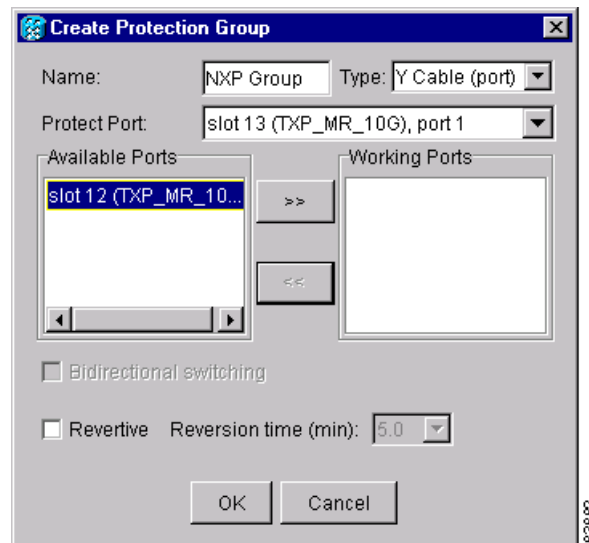 Create Protection Group
Name: NXP Group Type: Y Cable (port)
Protect Port: slot 13 (TXP_MR_10G), port 1
Available Ports Working Ports
slot 12 (TXP_MR_10...
>>
<<
Bidirectional switching
Revertive Reversion time (min): 5.0
OK Cancel